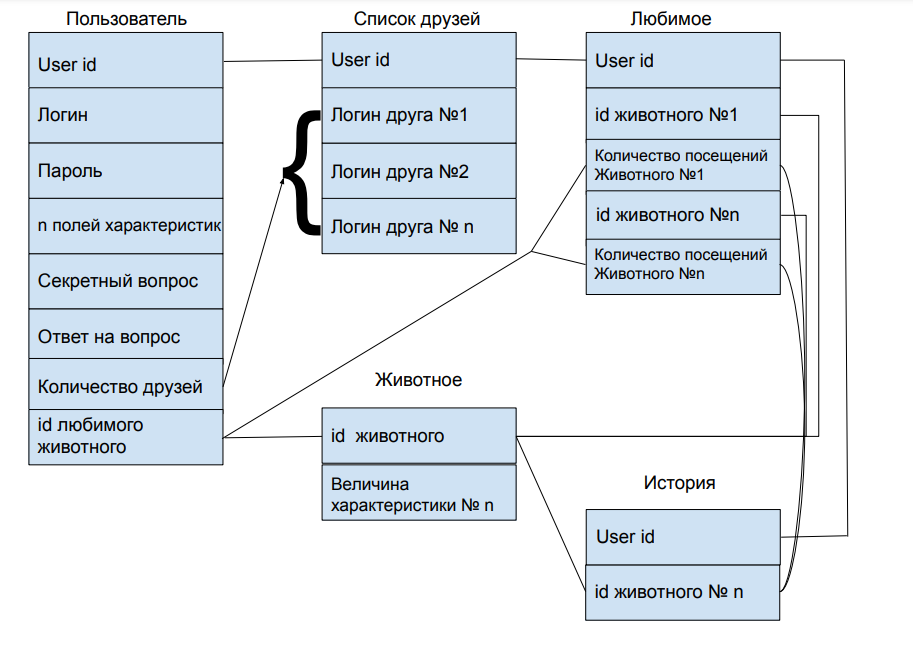 Пользователь
User id
Логин
Пароль
n полей характеристик
Секретный вопрос
Ответ на вопрос
Количество друзей
id любимого
животного
Список друзей
User id
Логин друга №1
Логин друга №2
Логин друга № n
Любимое
User id
id животного №1
Количество посещений
Животного №1
id животного №n
Количество посещений
Животного №n
Животное
id животного
Величина
характеристики № n
История
User id
id животного № n